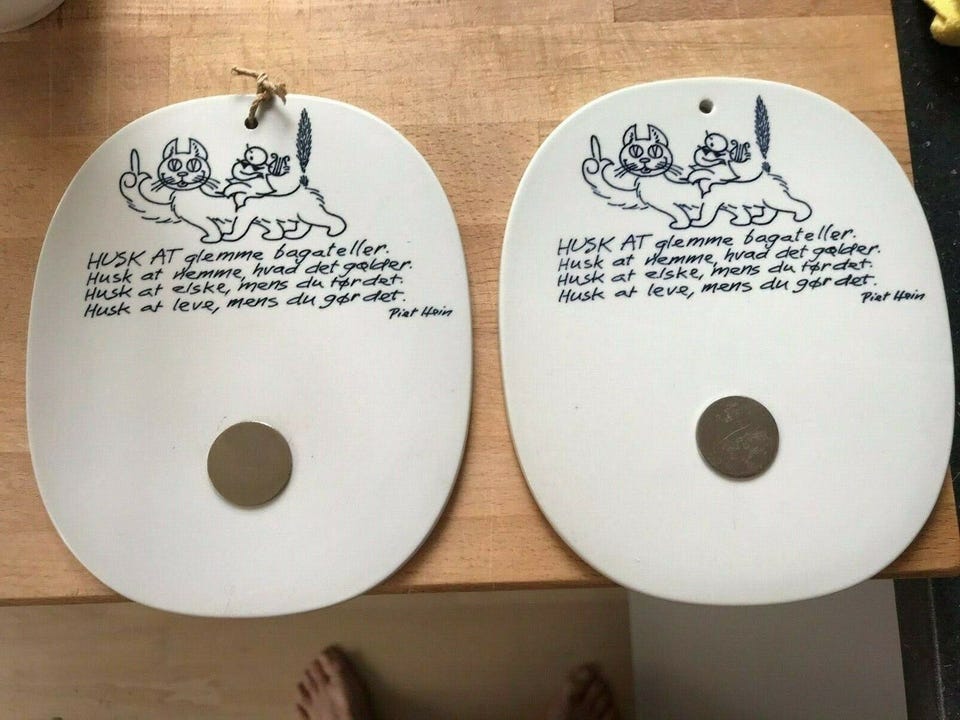 HUSK AT glemme bagateller.
Husk at nemme, hvad det gælder.
Husk at elske, mens du tør det.
Husk at leve, mens du gør det.
Piet Hein
HUSK AT glemme bagateller.
Husk at nemme, hvad det gælder.
Husk at elske, mens du tør det.
Husk at leve, mens du gør det.
Piet Hein